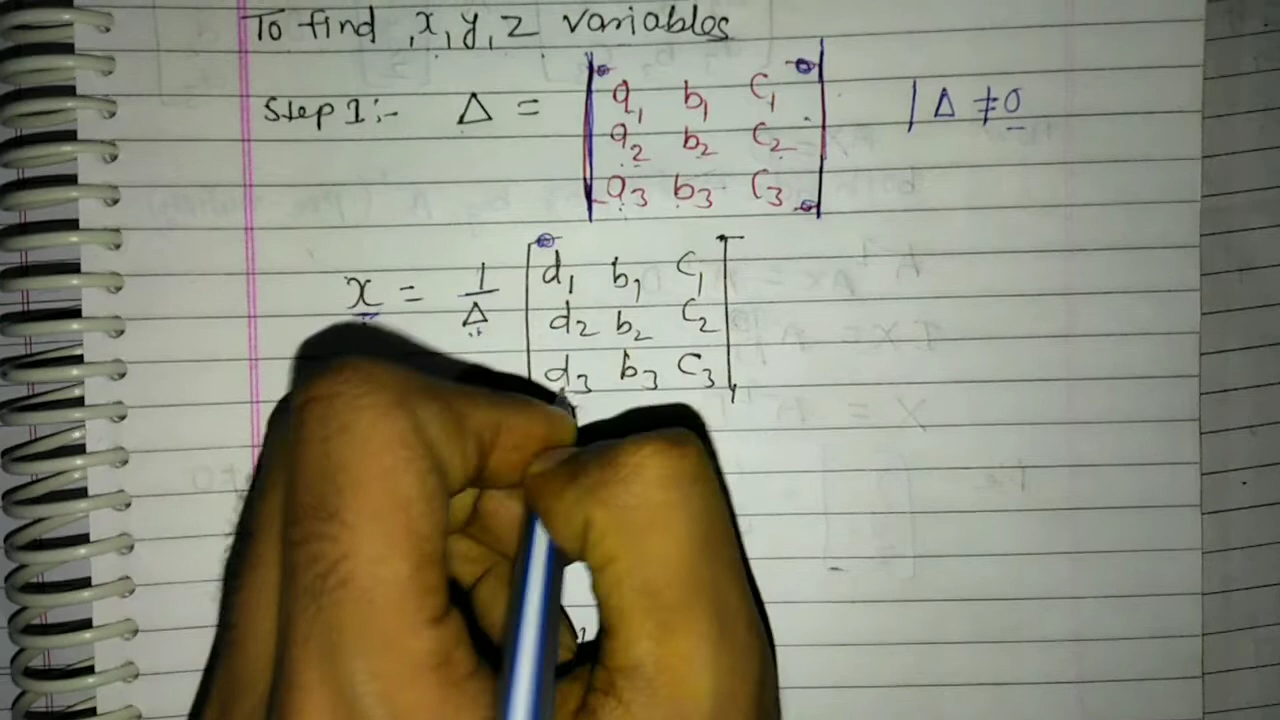 To find ,x, y, z variables
Step 1:- Δ = | a1 b1 c1 | | Δ ≠ 0
a2 b2 c2
a3 b3 c3
x = 1/Δ | d1 b1 c1 |
d2 b2 c2
d3 b3 c3